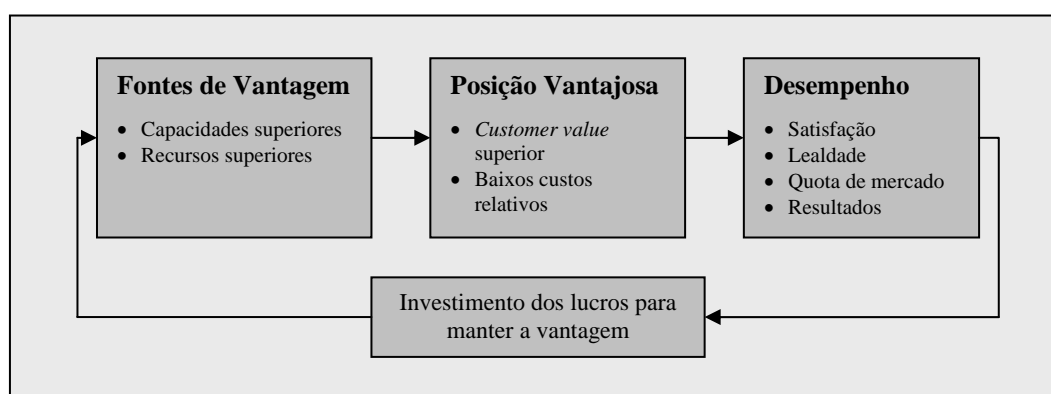 Fontes de Vantagem
• Capacidades superiores
• Recursos superiores
Posição Vantajosa
• Customer value
superior
• Baixos custos
relativos
Desempenho
• Satisfação
• Lealdade
• Quota de mercado
• Resultados
Investimento dos lucros para
manter a vantagem